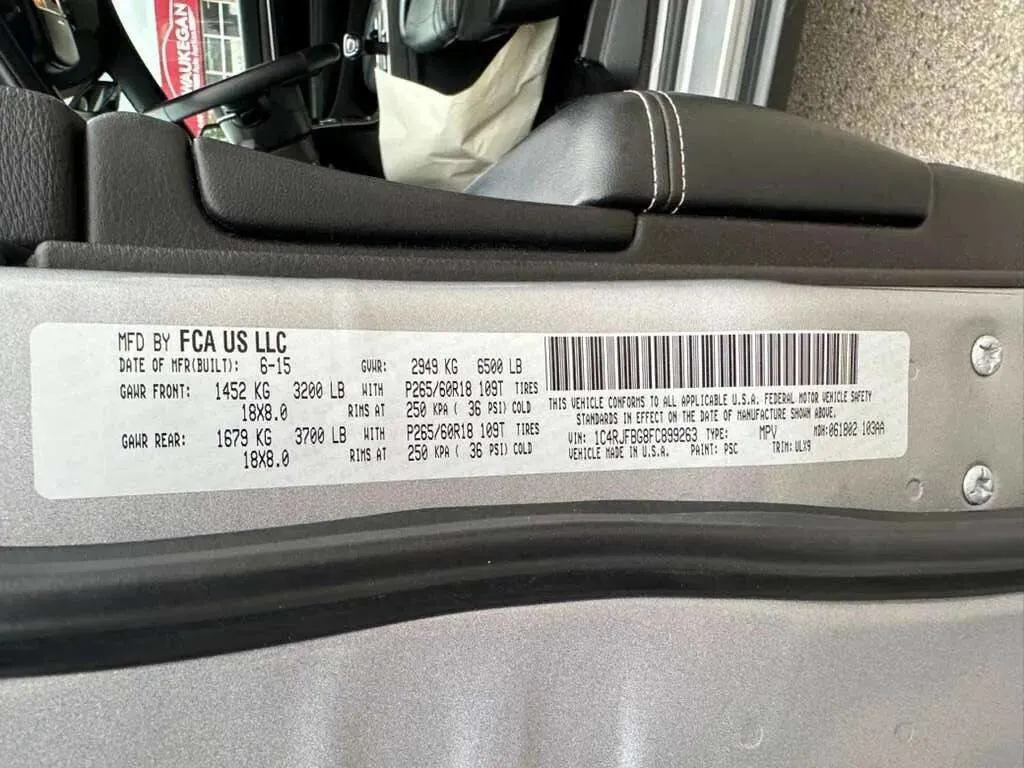 WAUKEGAN
MFD BY FCA US LLC
DATE OF MFR(BUILT): 6-15 GVWR: 2949 KG 6500 LB
GAWR FRONT: 1452 KG 3200 LB WITH P265/60R18 109T TIRES
18X8.0 RIMS AT 250 KPA ( 36 PSI) COLD
GAWR REAR: 1679 KG 3700 LB WITH P265/60R18 109T TIRES
18X8.0 RIMS AT 250 KPA ( 36 PSI) COLD
THIS VEHICLE CONFORMS TO ALL APPLICABLE U.S.A. FEDERAL MOTOR VEHICLE SAFETY
STANDARDS IN EFFECT ON THE DATE OF MANUFACTURE SHOWN ABOVE.
VIN: 1C4RJFBG8FC899263 TYPE: MPV MDH: 061802 103AA
VEHICLE MADE IN U.S.A. PAINT: PSC TRIM: ULX9